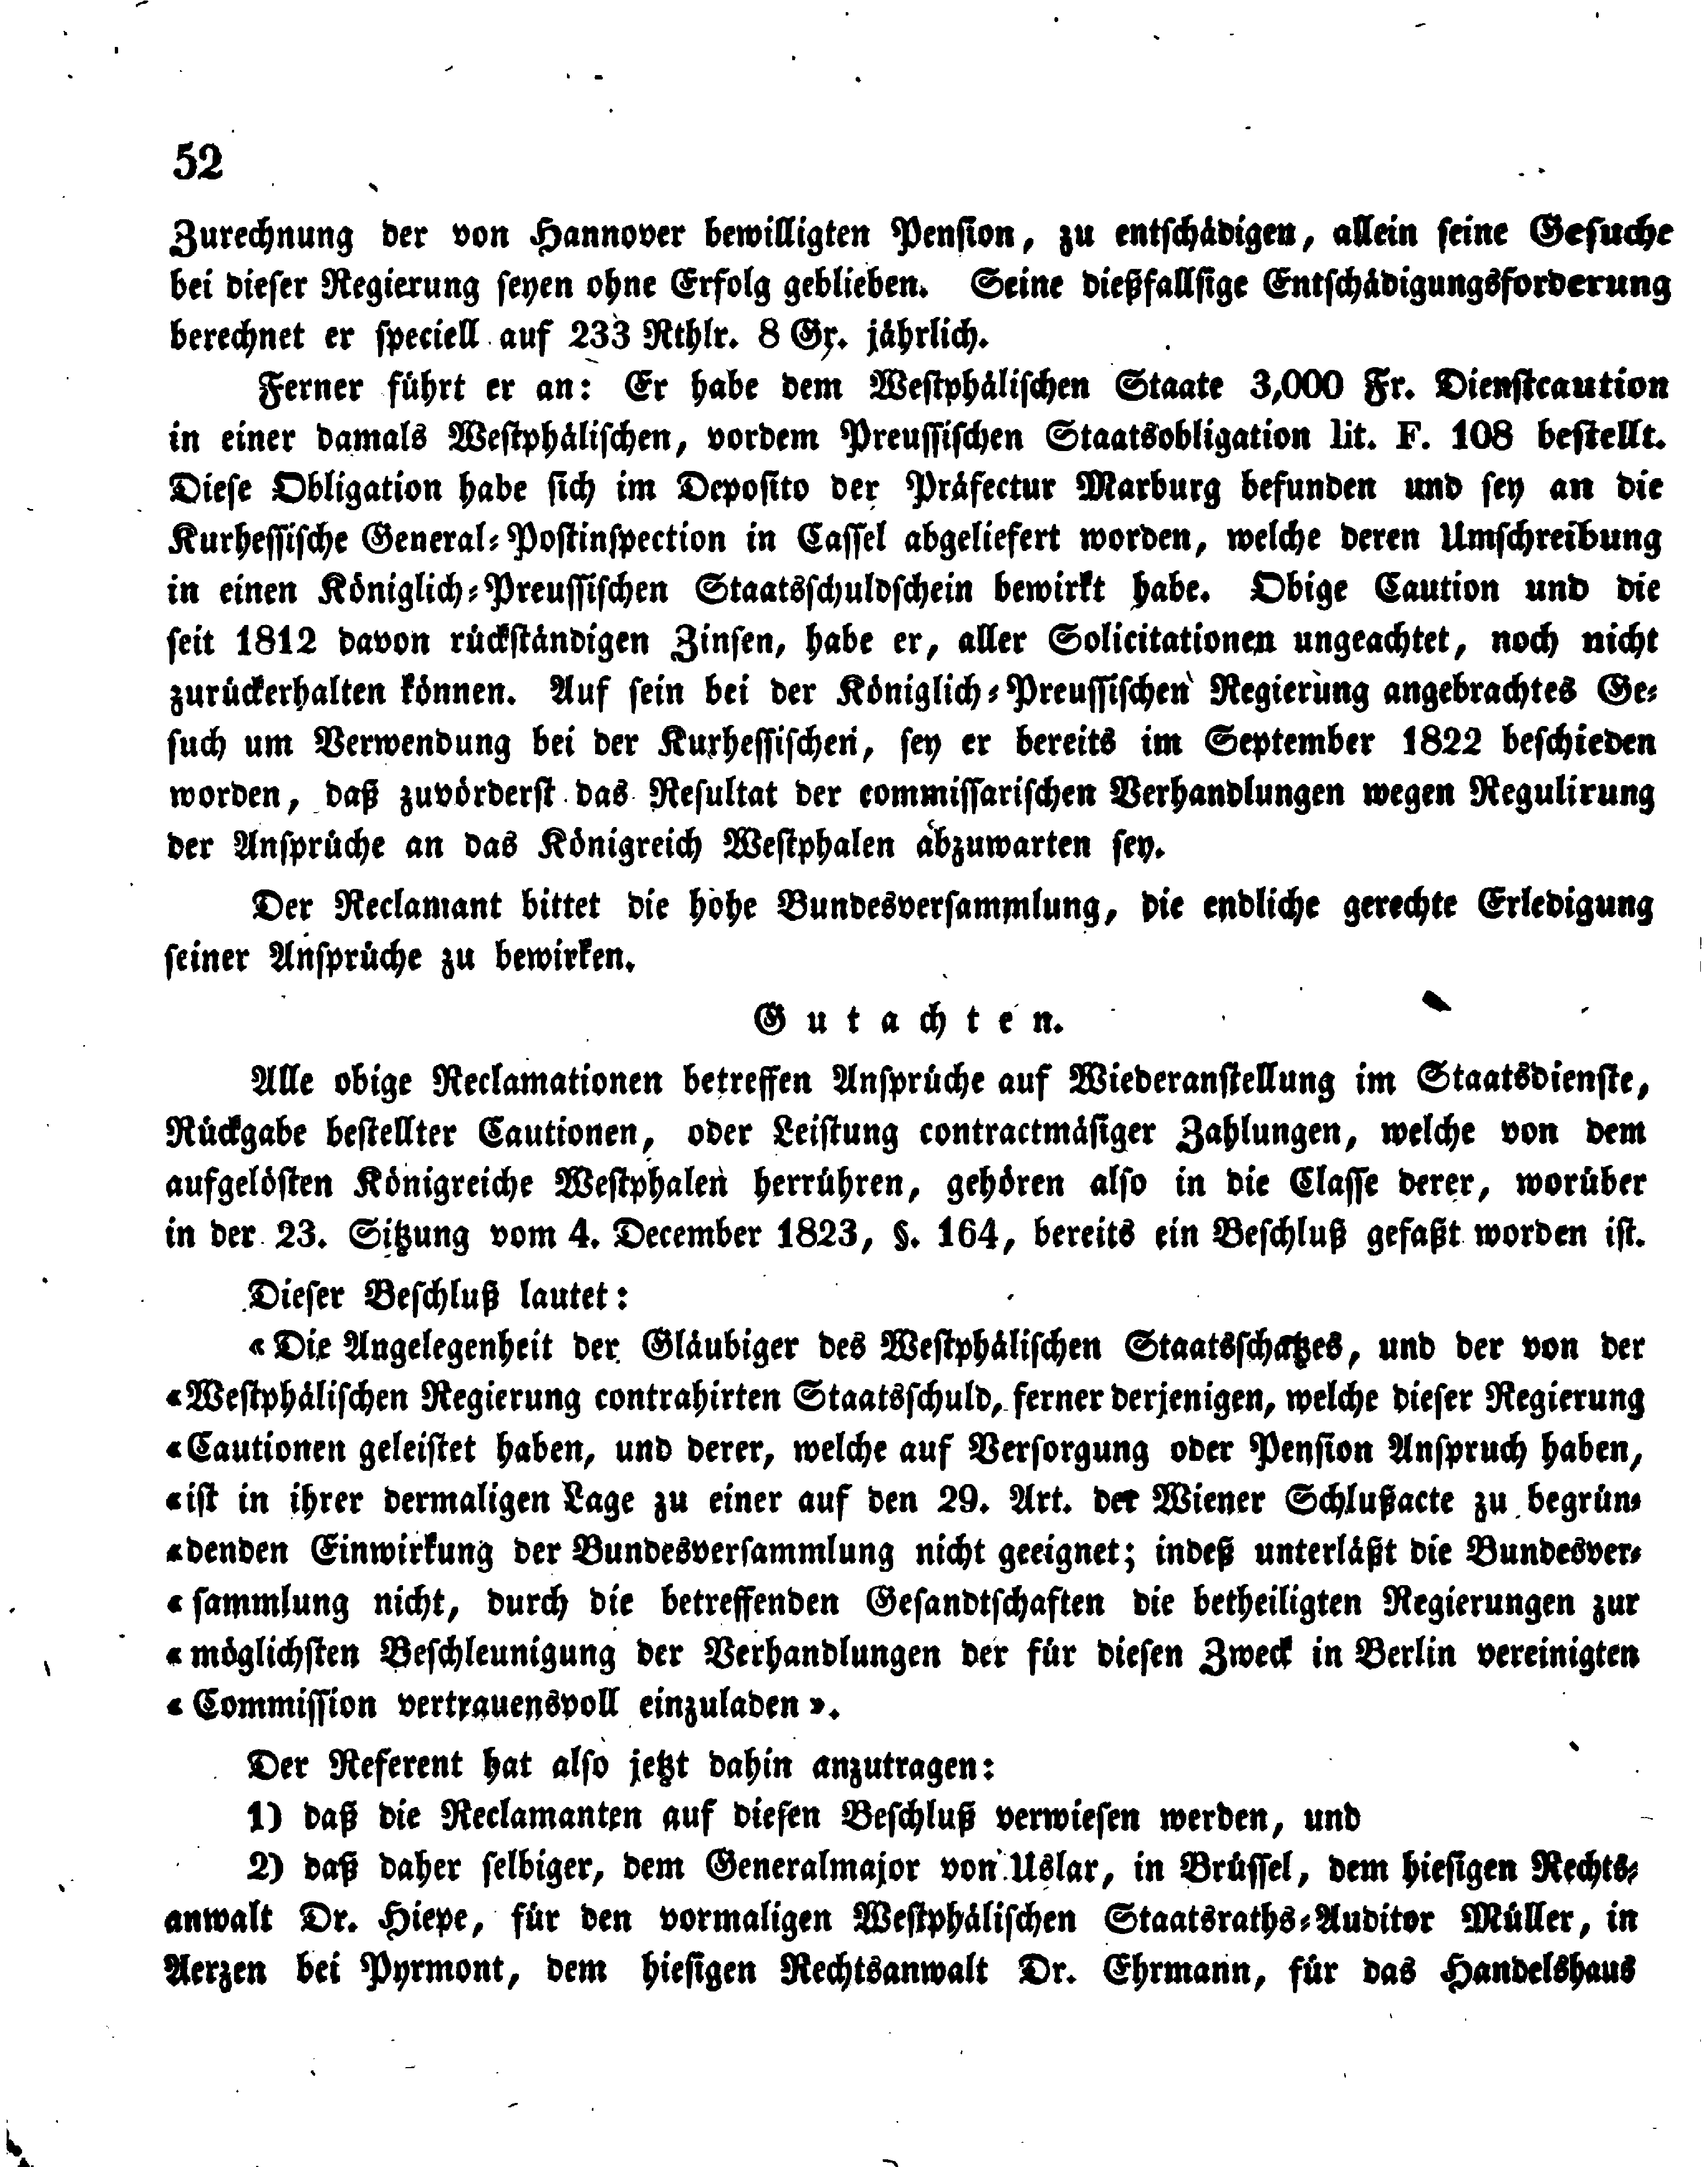 52
Zurechnung der von Hannover bewilligten Pension, zu entschädigen, allein seine Gesuche
bei dieser Regierung seyen ohne Erfolg geblieben. Seine dießfallsige Entschädigungsforderung
berechnet er speciell auf 233 Rthlr. 8 Gr. jährlich.
Ferner führt er an: Er habe dem Westphälischen Staate 3,000 Fr. Dienstcaution
in einer damals Westphälischen, vordem Preussischen Staatsobligation lit. F. 108 bestellt.
Diese Obligation habe sich im Deposito der Präfectur Marburg befunden und sey an die
Kurhessische General-Postinspection in Cassel abgeliefert worden, welche deren Umschreibung
in einen Königlich-Preussischen Staatsschuldschein bewirkt habe. Obige Caution und die
seit 1812 davon rückständigen Zinsen, habe er, aller Solicitationen ungeachtet, noch nicht
zurückerhalten können. Auf sein bei der Königlich-Preussischen Regierung angebrachtes Ge-
such um Verwendung bei der Kurhessischen, sey er bereits im September 1822 beschieden
worden, daß zuvörderst das Resultat der commissarischen Verhandlungen wegen Regulirung
der Ansprüche an das Königreich Westphalen abzuwarten sey.
Der Reclamant bittet die hohe Bundesversammlung, die endliche gerechte Erledigung
seiner Ansprüche zu bewirken.
Gutachten.
Alle obige Reclamationen betreffen Ansprüche auf Wiederanstellung im Staatsdienste,
Rückgabe bestellter Cautionen, oder Leistung contractmäsiger Zahlungen, welche von dem
aufgelösten Königreiche Westphalen herrühren, gehören also in die Classe derer, worüber
in der 23. Sitzung vom 4. December 1823, §. 164, bereits ein Beschluß gefaßt worden ist.
Dieser Beschluß lautet:
«Die Angelegenheit der Gläubiger des Westphälischen Staatsschatzes, und der von der
«Westphälischen Regierung contrahirten Staatsschuld, ferner derjenigen, welche dieser Regierung
«Cautionen geleistet haben, und derer, welche auf Versorgung oder Pension Anspruch haben,
«ist in ihrer dermaligen Lage zu einer auf den 29. Art. der Wiener Schlußacte zu begrün-
«denden Einwirkung der Bundesversammlung nicht geeignet; indeß unterläßt die Bundesver-
«sammlung nicht, durch die betreffenden Gesandtschaften die betheiligten Regierungen zur
«möglichsten Beschleunigung der Verhandlungen der für diesen Zweck in Berlin vereinigten
«Commission vertrauensvoll einzuladen».
Der Referent hat also jetzt dahin anzutragen:
1) daß die Reclamanten auf diesen Beschluß verwiesen werden, und
2) daß daher selbiger, dem Generalmajor von Uslar, in Brüssel, dem hiesigen Rechts-
anwalt Dr. Hiepe, für den vormaligen Westphälischen Staatsraths-Auditor Müller, in
Aerzen bei Pyrmont, dem hiesigen Rechtsanwalt Dr. Ehrmann, für das Handelshaus